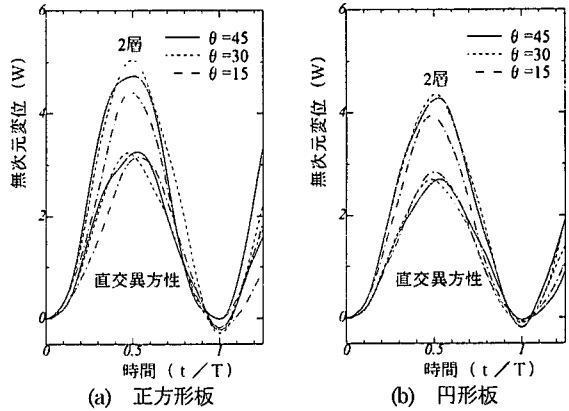 6
θ=45
θ=30
θ=15
2層
4
2
0
無次元変位 (W)
直交異方性
0 0.5 1
時間 (t/T)
(a) 正方形板
6
θ=45
θ=30
θ=15
2層
4
2
0
無次元変位 (W)
直交異方性
0 0.5 1
時間 (t/T)
(b) 円形板